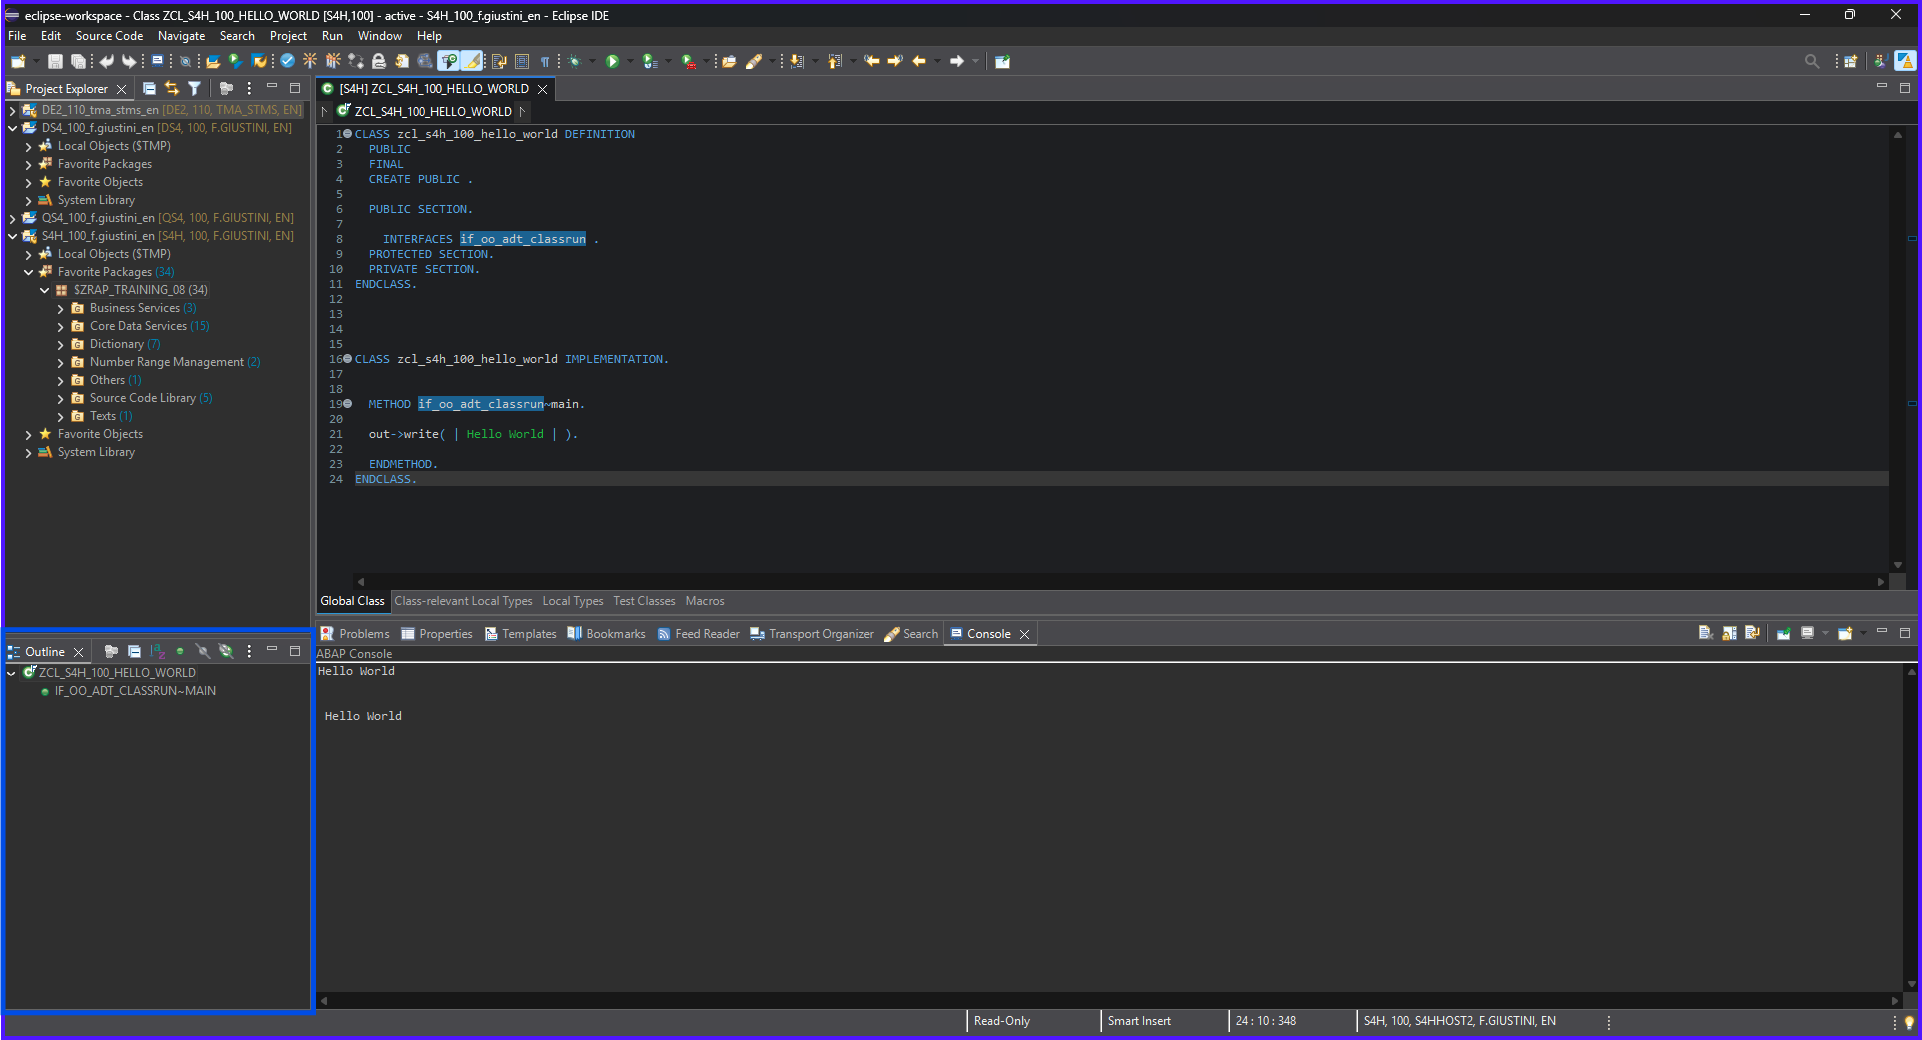 eclipse-workspace - Class ZCL_S4H_100_HELLO_WORLD [S4H,100] - active - S4H_100_f.giustini_en - Eclipse IDE
File Edit Source Code Navigate Search Project Run Window Help
Project Explorer
DE2_110_tma_stms_en [DE2, 110, TMA_STMS, EN]
DS4_100_f.giustini_en [DS4, 100, F.GIUSTINI, EN]
Local Objects ($TMP)
Favorite Packages
Favorite Objects
System Library
QS4_100_f.giustini_en [QS4, 100, F.GIUSTINI, EN]
S4H_100_f.giustini_en [S4H, 100, F.GIUSTINI, EN]
Local Objects ($TMP)
Favorite Packages (34)
$ZRAP_TRAINING_08 (34)
Business Services (3)
Core Data Services (15)
Dictionary (7)
Number Range Management (2)
Others (1)
Source Code Library (5)
Texts (1)
Favorite Objects
System Library
[S4H] ZCL_S4H_100_HELLO_WORLD
ZCL_S4H_100_HELLO_WORLD
1 CLASS zcl_s4h_100_hello_world DEFINITION
2 PUBLIC
3 FINAL
4 CREATE PUBLIC .
5
6 PUBLIC SECTION.
7
8 INTERFACES if_oo_adt_classrun .
9 PROTECTED SECTION.
10 PRIVATE SECTION.
11 ENDCLASS.
12
13
14
15
16 CLASS zcl_s4h_100_hello_world IMPLEMENTATION.
17
18
19 METHOD if_oo_adt_classrun~main.
20
21 out->write( | Hello World | ).
22
23 ENDMETHOD.
24 ENDCLASS.
Global Class Class-relevant Local Types Local Types Test Classes Macros
Outline
ZCL_S4H_100_HELLO_WORLD
IF_OO_ADT_CLASSRUN~MAIN
Problems Properties Templates Bookmarks Feed Reader Transport Organizer Search Console
ABAP Console
Hello World
Hello World
Read-Only Smart Insert 24 : 10 : 348 S4H, 100, S4HHOST2, F.GIUSTINI, EN